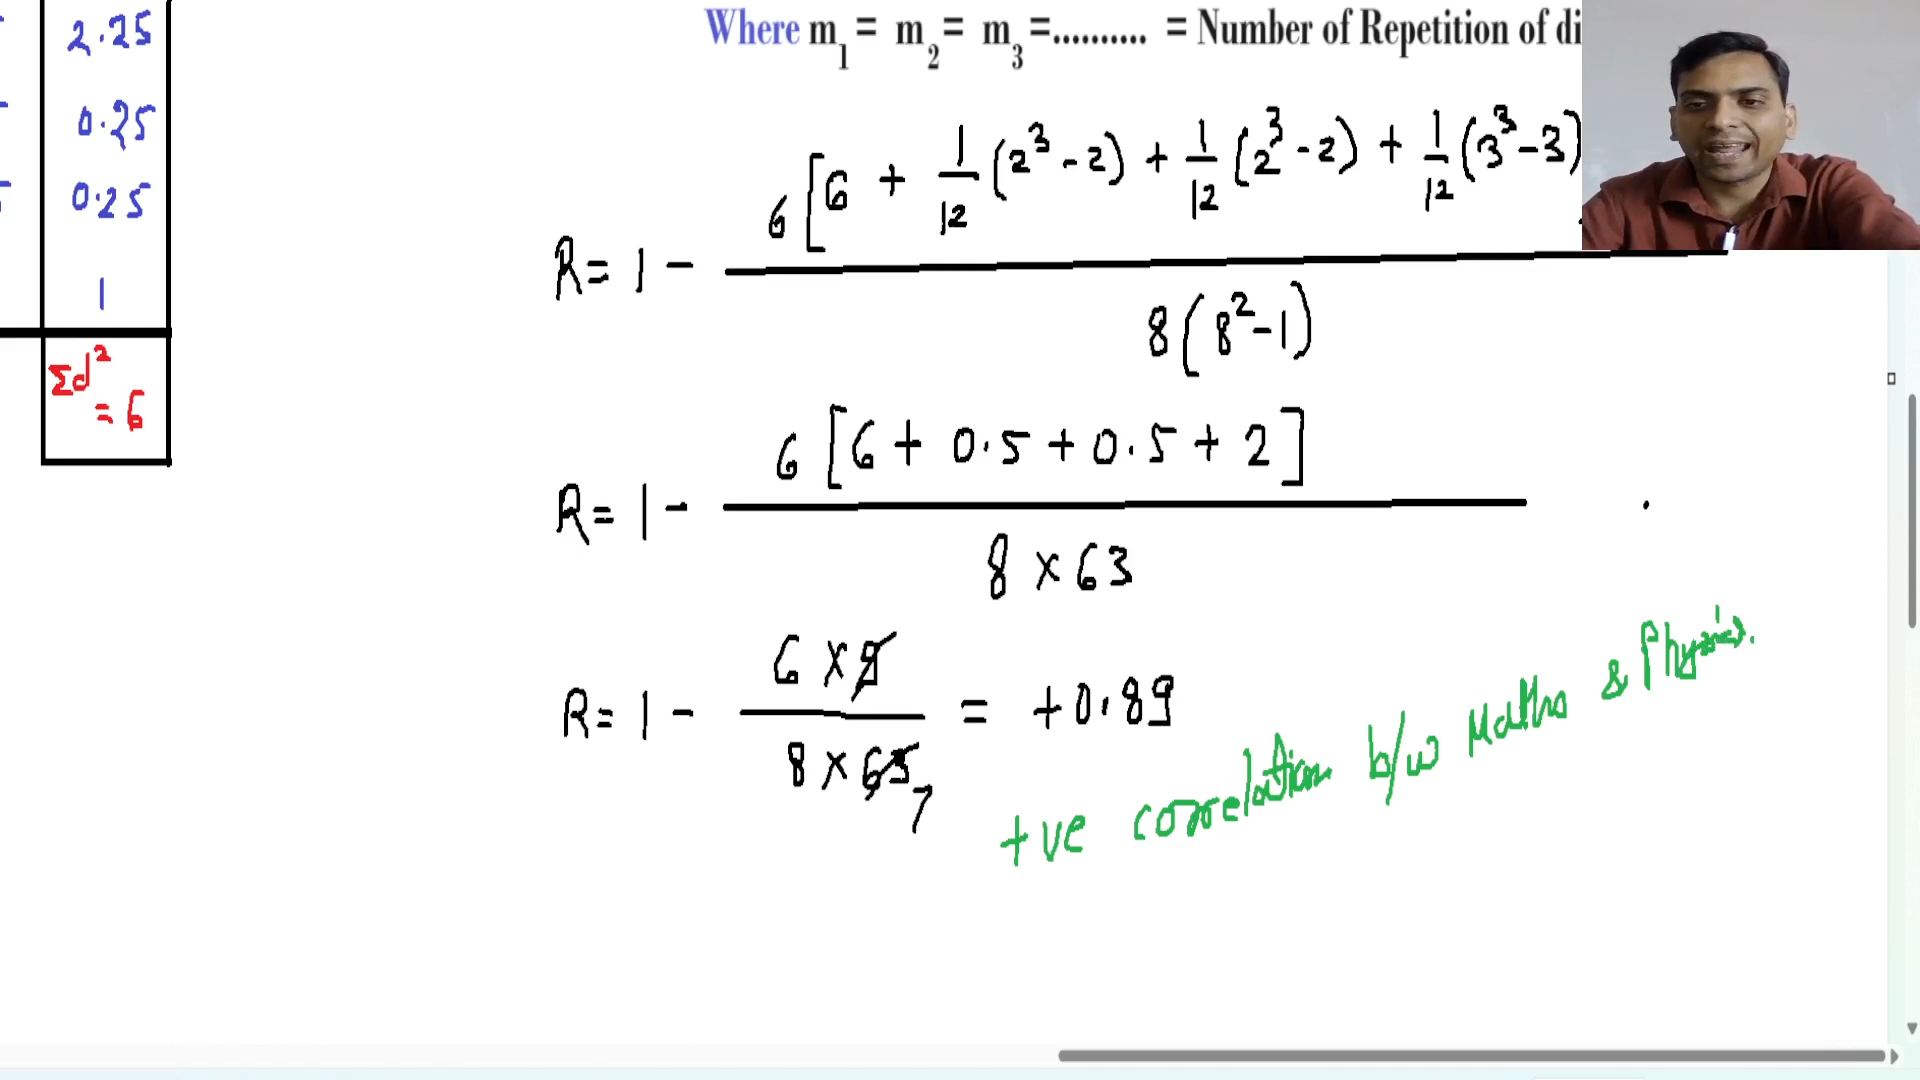 2.25
0.25
0.25
1
Σd²
= 6
Where m₁ = m₂ = m₃ =.......... = Number of Repetition of di
R = 1 - 6 [6 + 1/12 (2³ - 2) + 1/12 (2³ - 2) + 1/12 (3³ - 3) / 8 (8² - 1)
R = 1 - 6 [6 + 0.5 + 0.5 + 2] / 8 × 63
R = 1 - 6 × 9 / 8 × 63 7 = +0.89
+ve correlation b/w Maths & Physics.